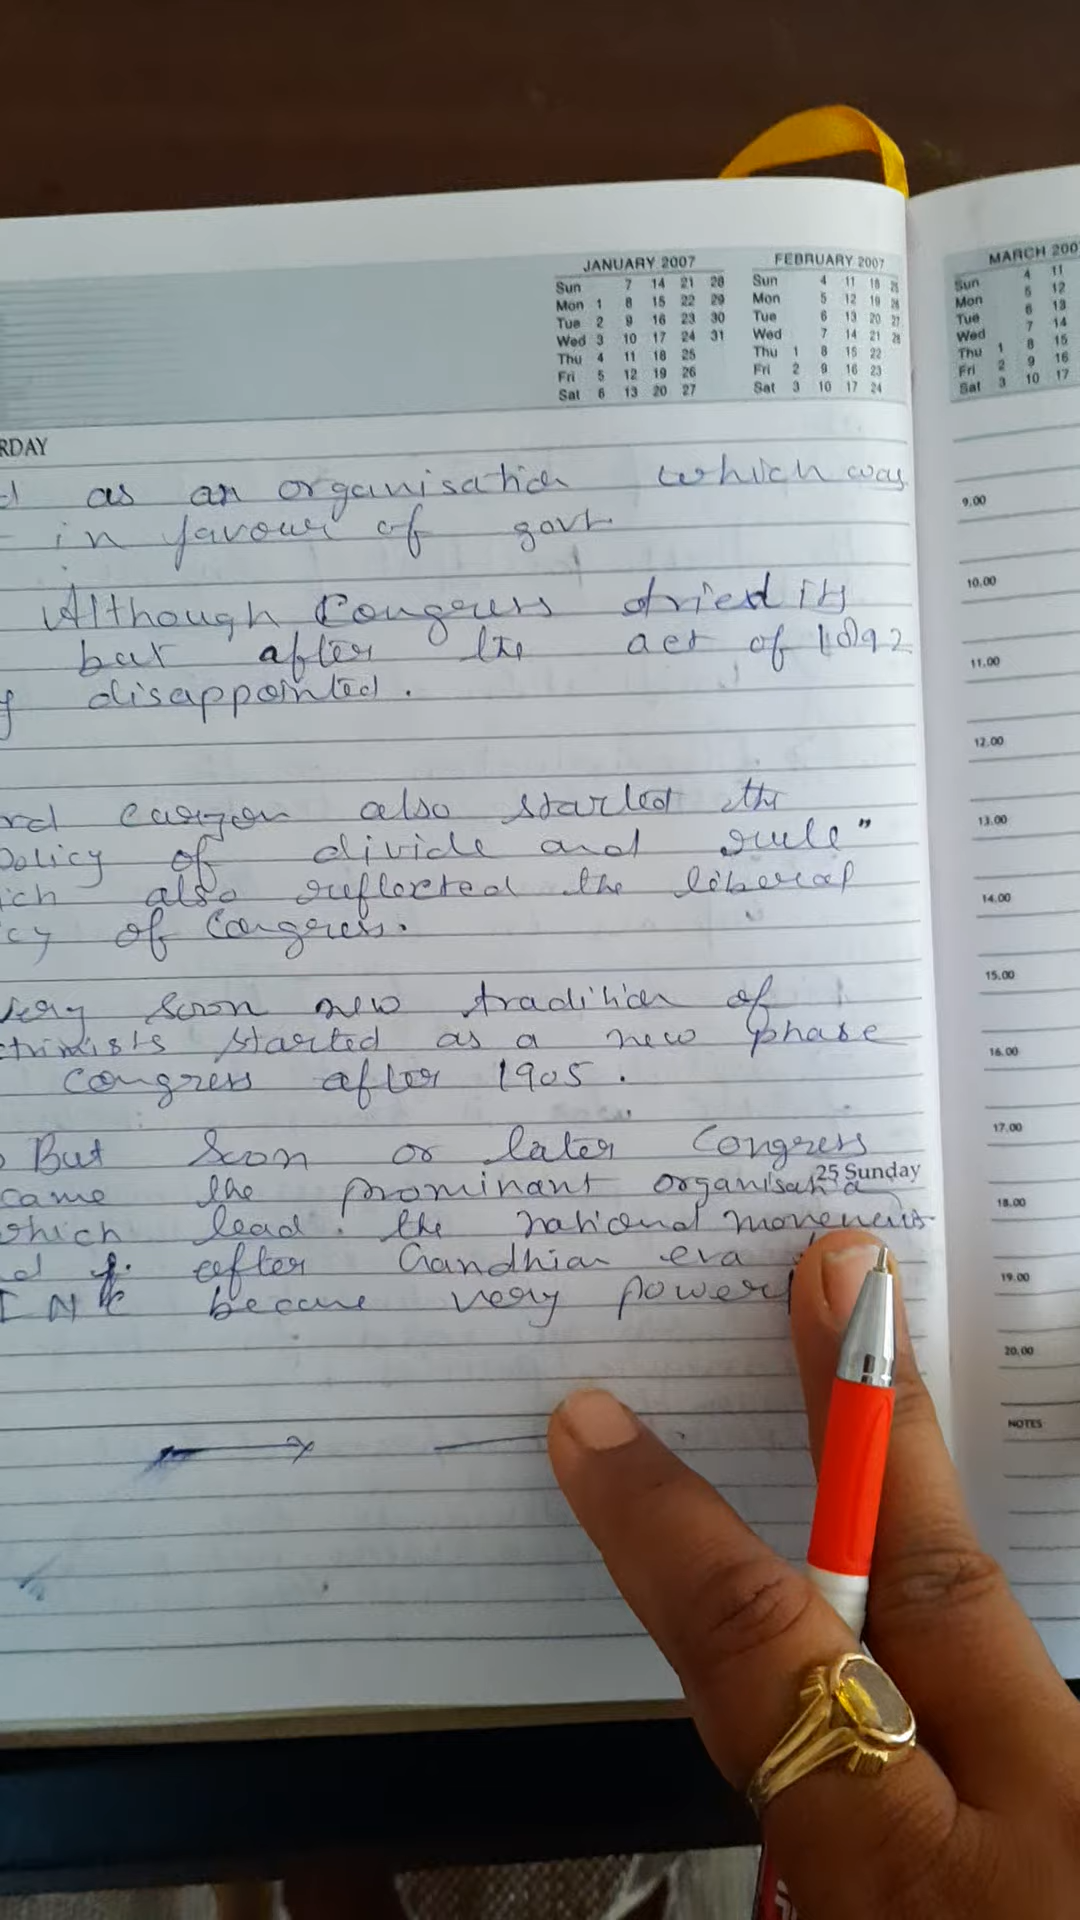 JANUARY 2007
Sun 7 14 21 28
Mon 1 8 15 22 29
Tue 2 9 16 23 30
Wed 3 10 17 24 31
Thu 4 11 18 25
Fri 5 12 19 26
Sat 6 13 20 27
FEBRUARY 2007
Sun 4 11 18 25
Mon 5 12 19 26
Tue 6 13 20 27
Wed 7 14 21 28
Thu 1 8 15 22
Fri 2 9 16 23
Sat 3 10 17 24
MARCH 200
Sun 4 11
Mon 5 12
Tue 6 13
Wed 7 14
Thu 1 8 15
Fri 2 9 16
Sat 3 10 17
RDAY
as an organisation which was
in favour of govt
Although Congress its
but after the act of 1892
disappointed.
also started the
policy of divide and rule"
ich also reflected the liberal
cy of Congress.
very soon new tradition of
started as a new phase
congress after 1905.
But soon or later Congress
25 Sunday
came the prominant organisation
which lead the national
after Gandhian era
INC became very power
9.00
10.00
11.00
12.00
13.00
14.00
15.00
16.00
17.00
18.00
19.00
20.00
NOTES